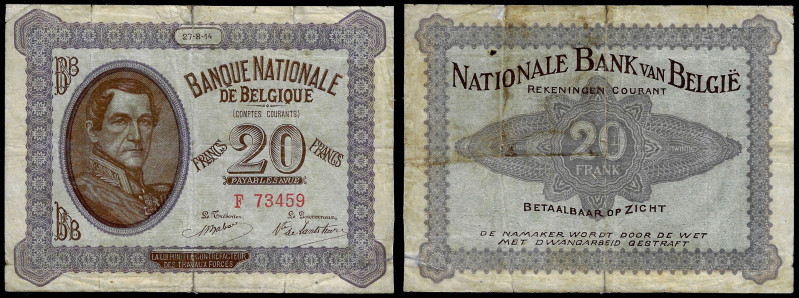 27-8-14
BANQUE NATIONALE
DE BELGIQUE
(COMPTES COURANTS)
FRANCS 20 FRANCS
PAYABLES À VUE
F 73459
Le Trésorier, Le Gouverneur,
LA LOI PUNIT LE CONTREFACTEUR
DES TRAVAUX FORCÉS
NATIONALE BANK VAN BELGIË
REKENINGEN COURANT
20
FRANK
BETAALBAAR OP ZICHT
DE NAMAKER WORDT DOOR DE WET
MET DWANGARBEID GESTRAFT